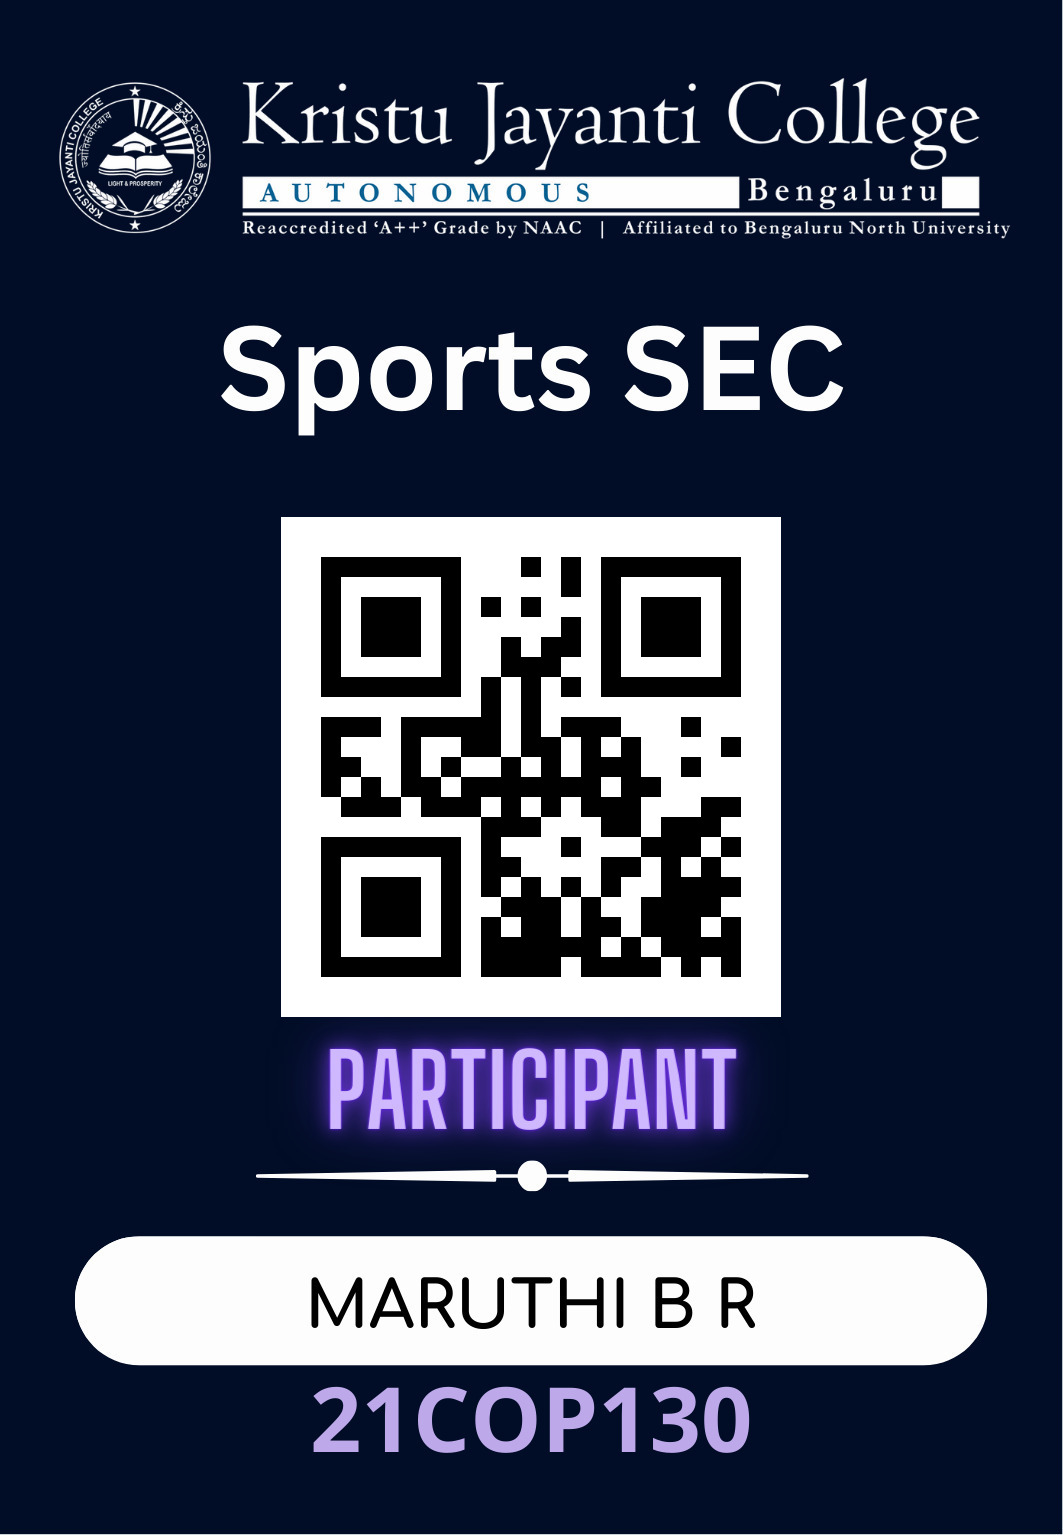 KRISTU JAYANTI COLLEGE
ಕ್ರಿಸ್ತು ಜಯಂತಿ ಕಾಲೇಜು
LIGHT & PROSPERITY
Kristu Jayanti College
AUTONOMOUS Bengaluru
Reaccredited ‘A++’ Grade by NAAC | Affiliated to Bengaluru North University
Sports SEC
PARTICIPANT
MARUTHI B R
21COP130